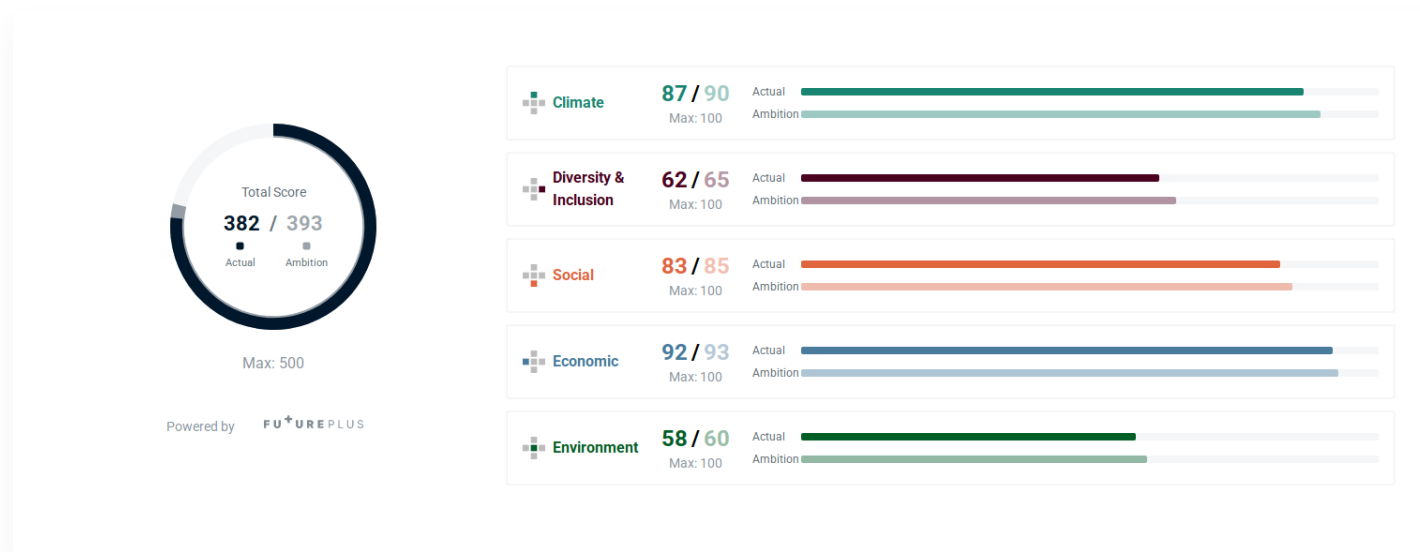 Total Score
382 / 393
Actual Ambition
Max: 500
Powered by FUTUREPLUS
Climate
87 / 90
Max: 100
Actual
Ambition
Diversity &
Inclusion
62 / 65
Max: 100
Actual
Ambition
Social
83 / 85
Max: 100
Actual
Ambition
Economic
92 / 93
Max: 100
Actual
Ambition
Environment
58 / 60
Max: 100
Actual
Ambition